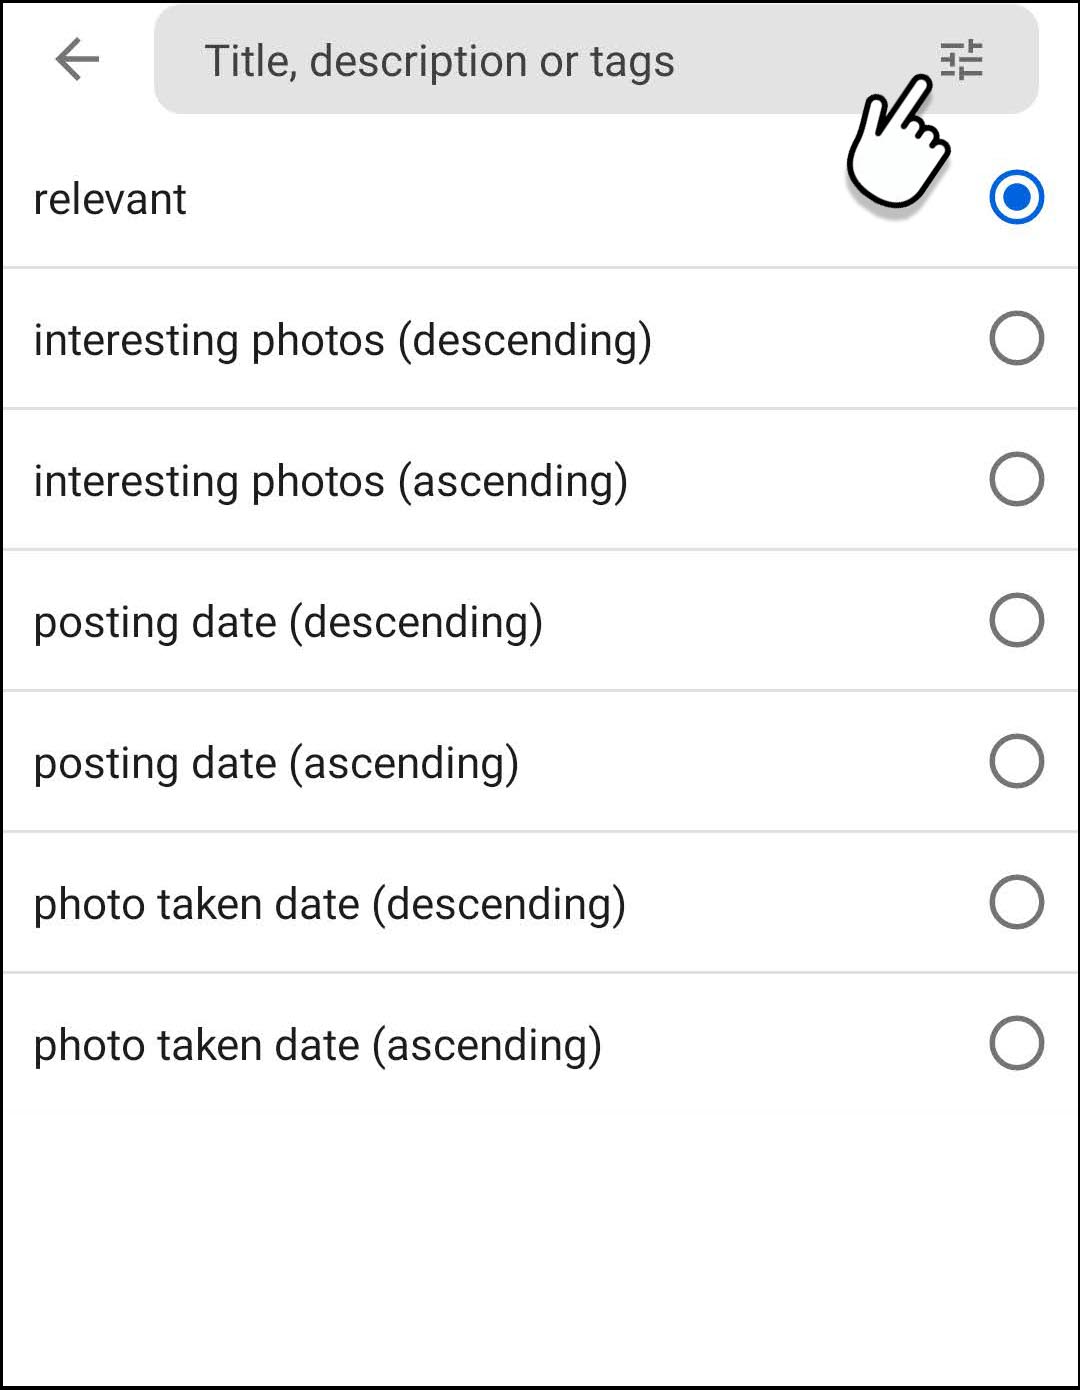 Title, description or tags
relevant
interesting photos (descending)
interesting photos (ascending)
posting date (descending)
posting date (ascending)
photo taken date (descending)
photo taken date (ascending)